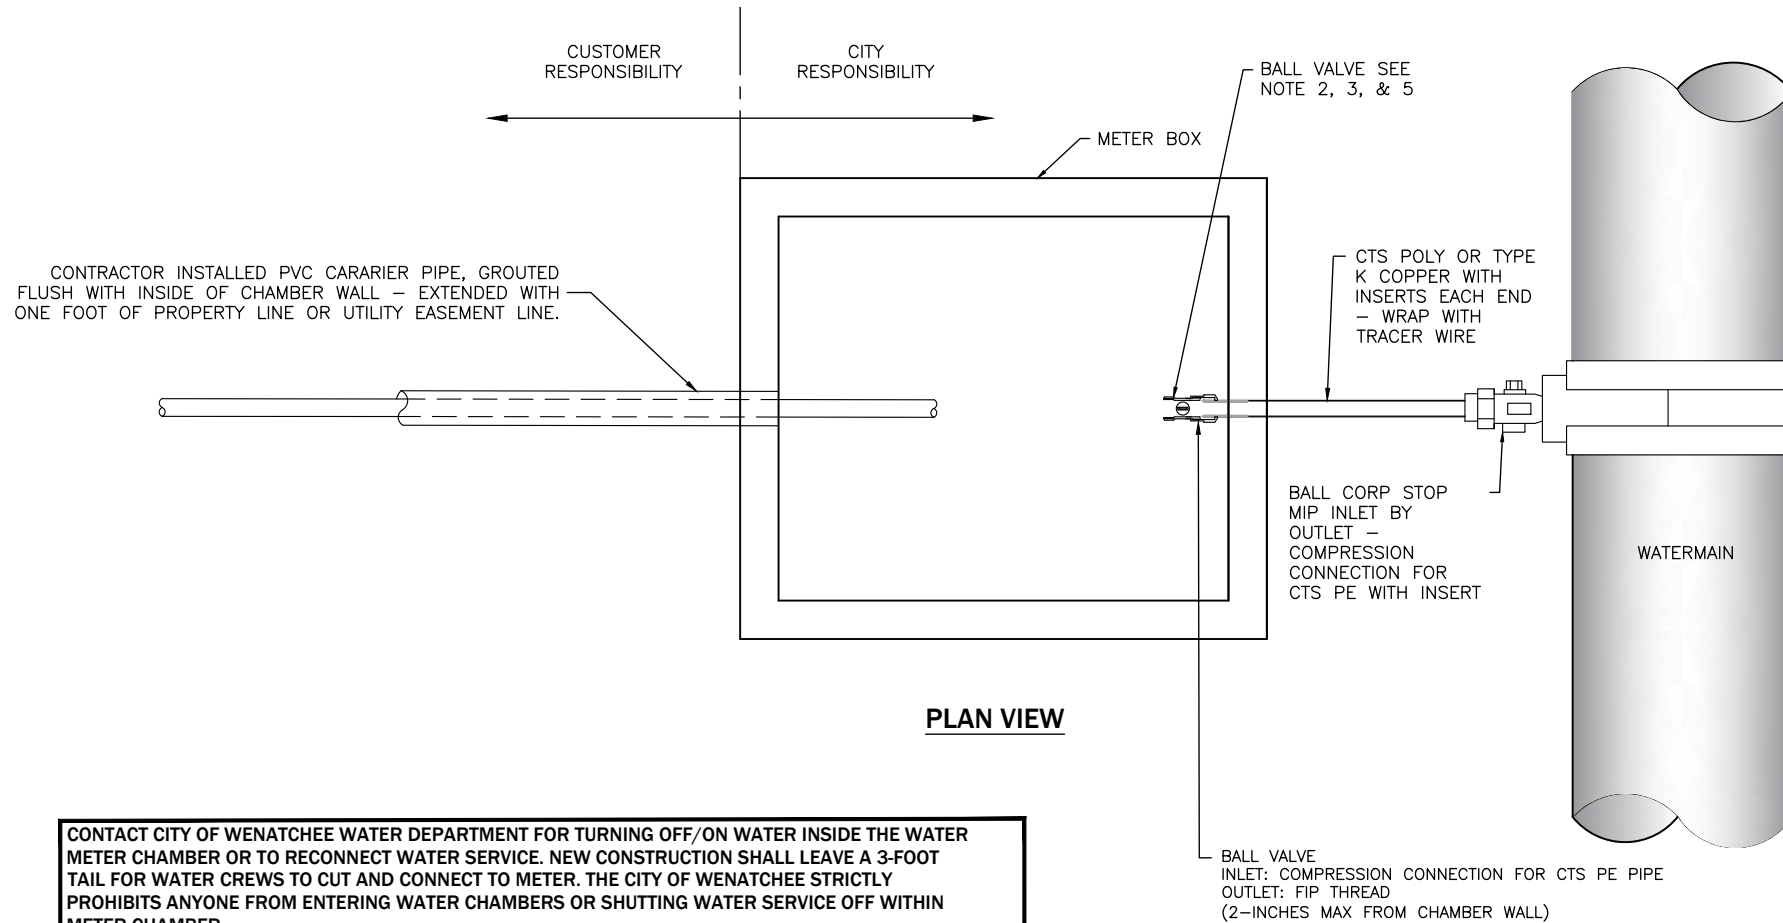 CUSTOMER
RESPONSIBILITY
CITY
RESPONSIBILITY
BALL VALVE SEE
NOTE 2, 3, & 5
METER BOX
CONTRACTOR INSTALLED PVC CARARIER PIPE, GROUTED
FLUSH WITH INSIDE OF CHAMBER WALL – EXTENDED WITH
ONE FOOT OF PROPERTY LINE OR UTILITY EASEMENT LINE.
CTS POLY OR TYPE
K COPPER WITH
INSERTS EACH END
– WRAP WITH
TRACER WIRE
BALL CORP STOP
MIP INLET BY
OUTLET –
COMPRESSION
CONNECTION FOR
CTS PE WITH INSERT
WATERMAIN
PLAN VIEW
CONTACT CITY OF WENATCHEE WATER DEPARTMENT FOR TURNING OFF/ON WATER INSIDE THE WATER
METER CHAMBER OR TO RECONNECT WATER SERVICE. NEW CONSTRUCTION SHALL LEAVE A 3-FOOT
TAIL FOR WATER CREWS TO CUT AND CONNECT TO METER. THE CITY OF WENATCHEE STRICTLY
PROHIBITS ANYONE FROM ENTERING WATER CHAMBERS OR SHUTTING WATER SERVICE OFF WITHIN
METER CHAMBER
BALL VALVE
INLET: COMPRESSION CONNECTION FOR CTS PE PIPE
OUTLET: FIP THREAD
(2–INCHES MAX FROM CHAMBER WALL)